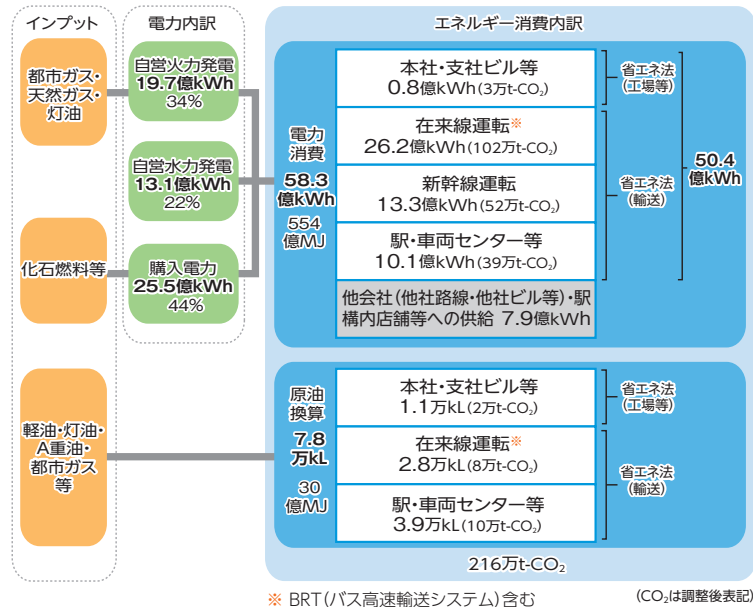 インプット
都市ガス・
天然ガス・
灯油
化石燃料等
軽油・灯油・
A重油・
都市ガス
等
電力内訳
自営火力発電
19.7億kWh
34%
自営水力発電
13.1億kWh
22%
購入電力
25.5億kWh
44%
エネルギー消費内訳
電力
消費
58.3
億kWh
554
億MJ
本社・支社ビル等
0.8億kWh(3万t-CO₂)
在来線運転※
26.2億kWh(102万t-CO₂)
新幹線運転
13.3億kWh(52万t-CO₂)
駅・車両センター等
10.1億kWh(39万t-CO₂)
他会社(他社路線・他社ビル等)・駅
構内店舗等への供給 7.9億kWh
省エネ法
(工場等)
省エネ法
(輸送)
50.4
億kWh
原油
換算
7.8
万kL
30
億MJ
本社・支社ビル等
1.1万kL(2万t-CO₂)
在来線運転※
2.8万kL(8万t-CO₂)
駅・車両センター等
3.9万kL(10万t-CO₂)
省エネ法
(工場等)
省エネ法
(輸送)
216万t-CO₂
※ BRT(バス高速輸送システム)含む
(CO₂は調整後表記)